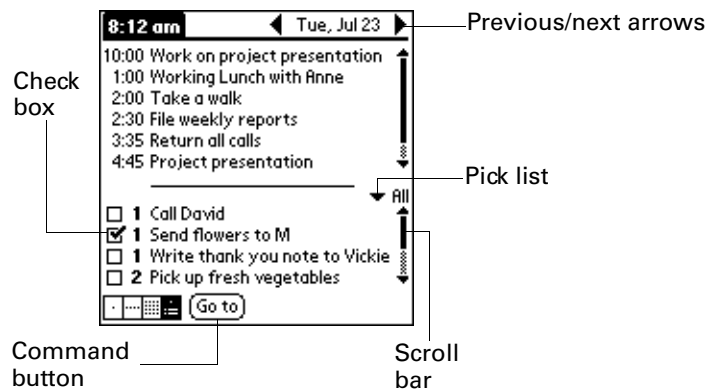 8:12 am Tue, Jul 23
Previous/next arrows
10:00 Work on project presentation
1:00 Working Lunch with Anne
2:00 Take a walk
2:30 File weekly reports
3:35 Return all calls
4:45 Project presentation
Check
box
Pick list
All
1 Call David
1 Send flowers to M
1 Write thank you note to Vickie
2 Pick up fresh vegetables
Go to
Command
button
Scroll
bar